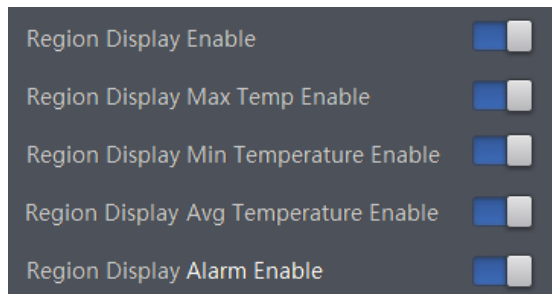 Region Display Enable
Region Display Max Temp Enable
Region Display Min Temperature Enable
Region Display Avg Temperature Enable
Region Display Alarm Enable